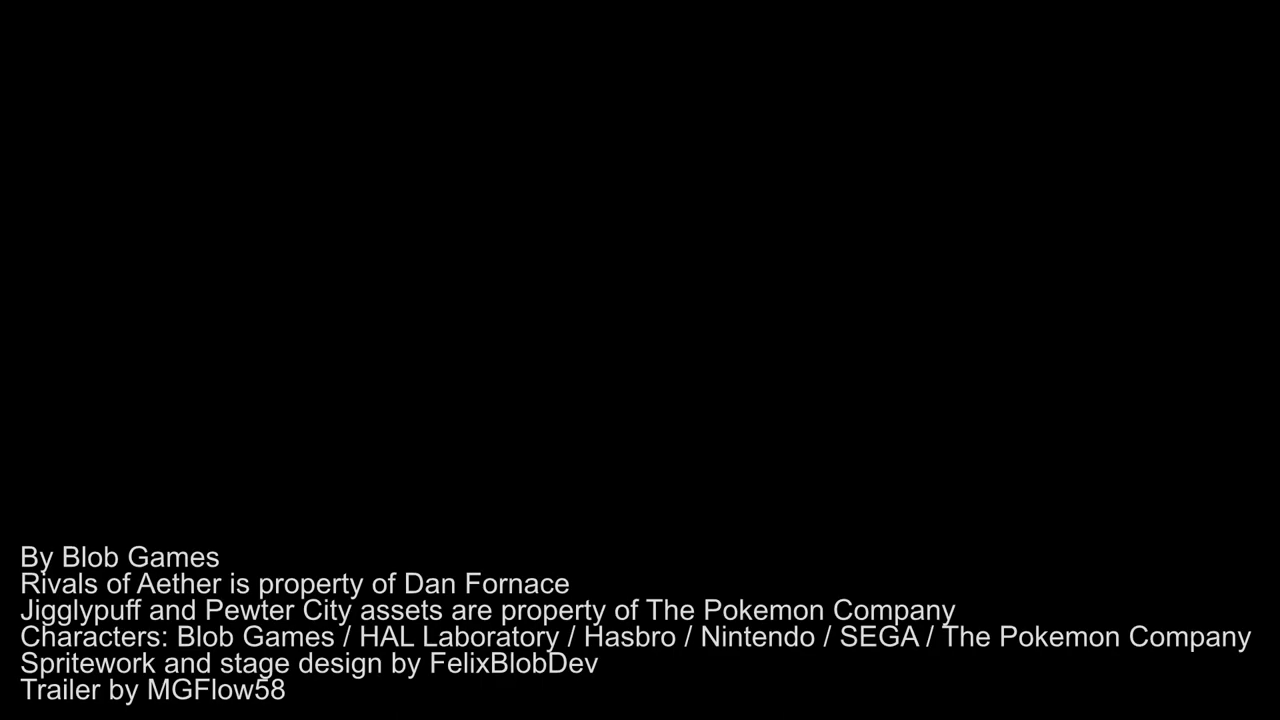 By Blob Games
Rivals of Aether is property of Dan Fornace
Jigglypuff and Pewter City assets are property of The Pokemon Company
Characters: Blob Games / HAL Laboratory / Hasbro / Nintendo / SEGA / The Pokemon Company
Spritework and stage design by FelixBlobDev
Trailer by MGFlow58